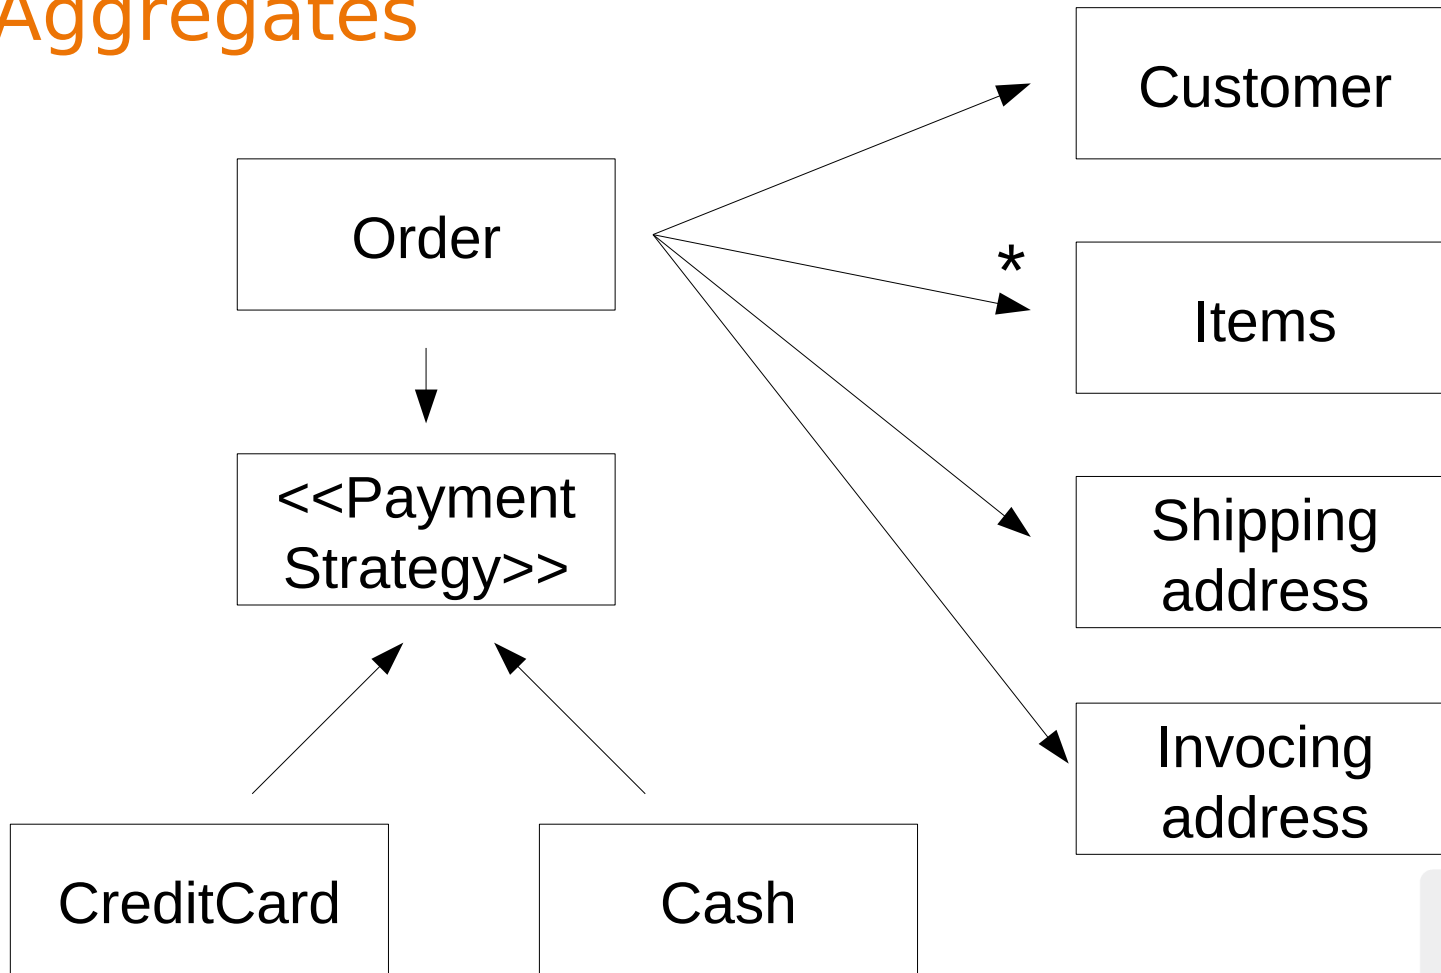 Aggregates
Customer
Order
*
Items
<<Payment
Strategy>>
Shipping
address
Invocing
address
CreditCard
Cash